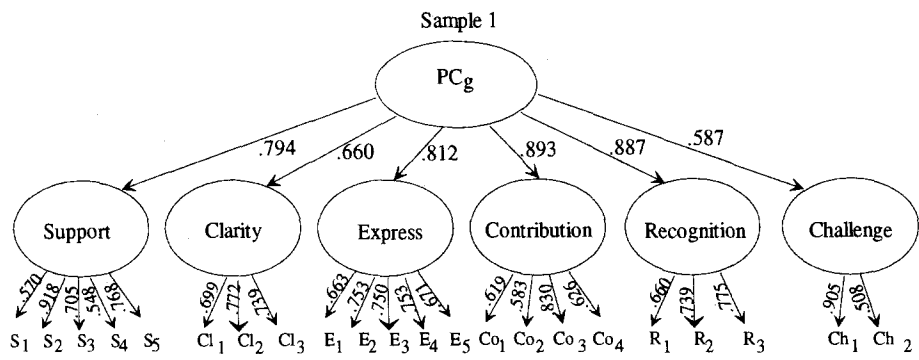 Sample 1
PCg
.794 .660 .812 .893 .887 .587
Support Clarity Express Contribution Recognition Challenge
.570 .918 .705 .548 .768 .699 .772 .739 .663 .753 .750 .753 .671 .619 .583 .830 .626 .660 .739 .775 .905 .508
S1 S2 S3 S4 S5 Cl1 Cl2 Cl3 E1 E2 E3 E4 E5 Co1 Co2 Co3 Co4 R1 R2 R3 Ch1 Ch2